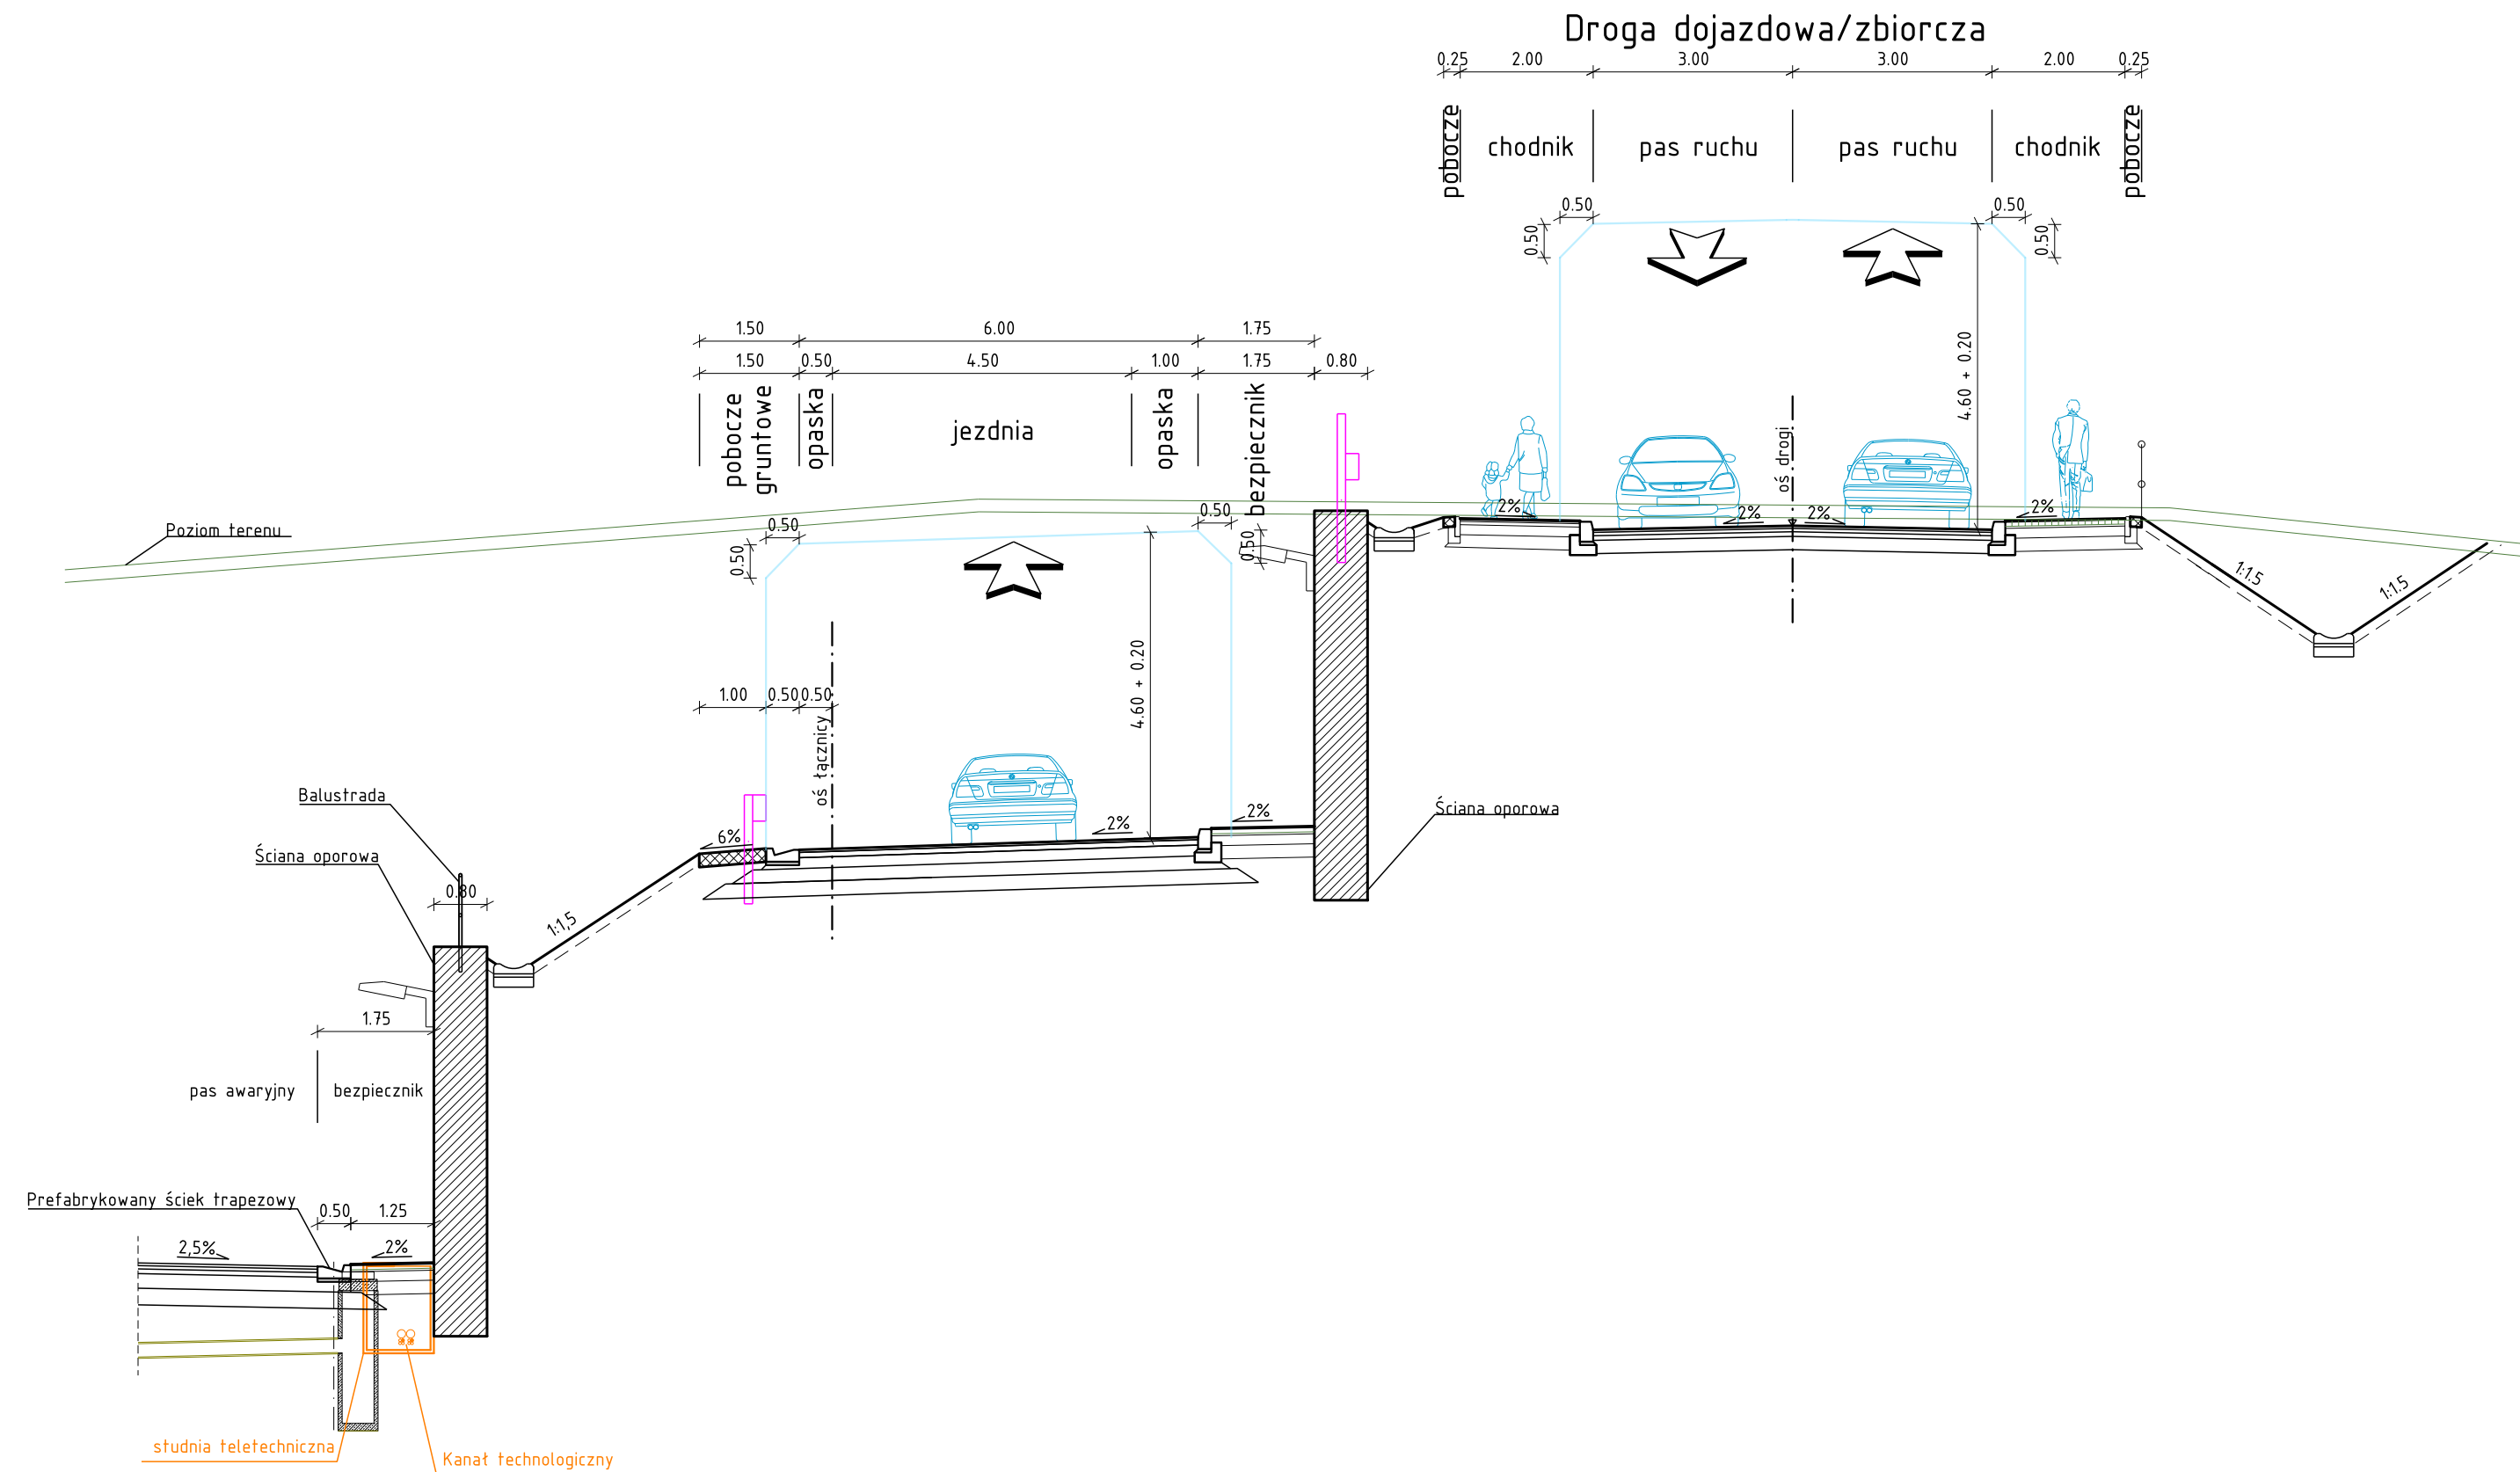 Droga dojazdowa/zbiorcza
0.25 2.00 3.00 3.00 2.00 0.25
pobocze chodnik pas ruchu pas ruchu chodnik pobocze
0.50 0.50
0.50 0.50
4.60 + 0.20
oś drogi
2% 2% 2% 2%
1:1.5 1:1.5
1.50 6.00 1.75
1.50 0.50 4.50 1.00 1.75 0.80
pobocze
gruntowe
opaska
jezdnia
opaska
bezpiecznik
Poziom terenu
0.50 0.50
0.50 0.50
4.60 + 0.20
1.00 0.50 0.50
oś łącznicy
6% 2% 2%
Ściana oporowa
Balustrada
Ściana oporowa
0.80
1:1,5
1.75
pas awaryjny bezpiecznik
Prefabrykowany ściek trapezowy
0.50 1.25
2,5% 2%
studnia teletechniczna
Kanał technologiczny